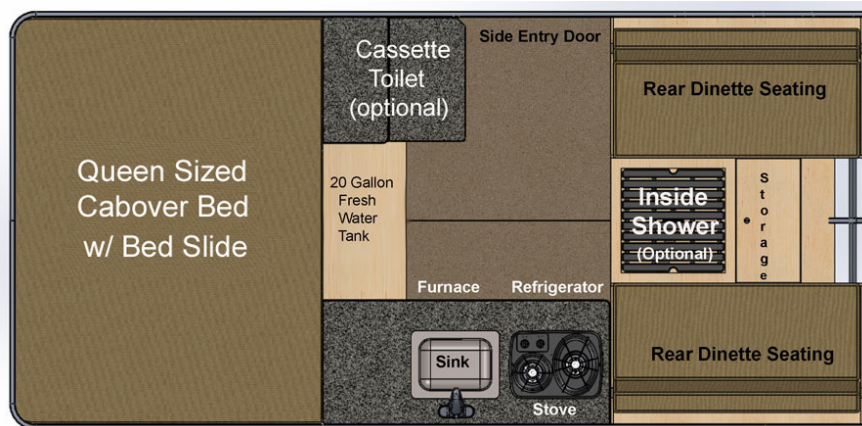 Queen Sized
Cabover Bed
w/ Bed Slide
Cassette
Toilet
(optional)
20 Gallon
Fresh
Water
Tank
Side Entry Door
Furnace
Refrigerator
Sink
Stove
Rear Dinette Seating
Inside
Shower
(Optional)
Storage
Rear Dinette Seating